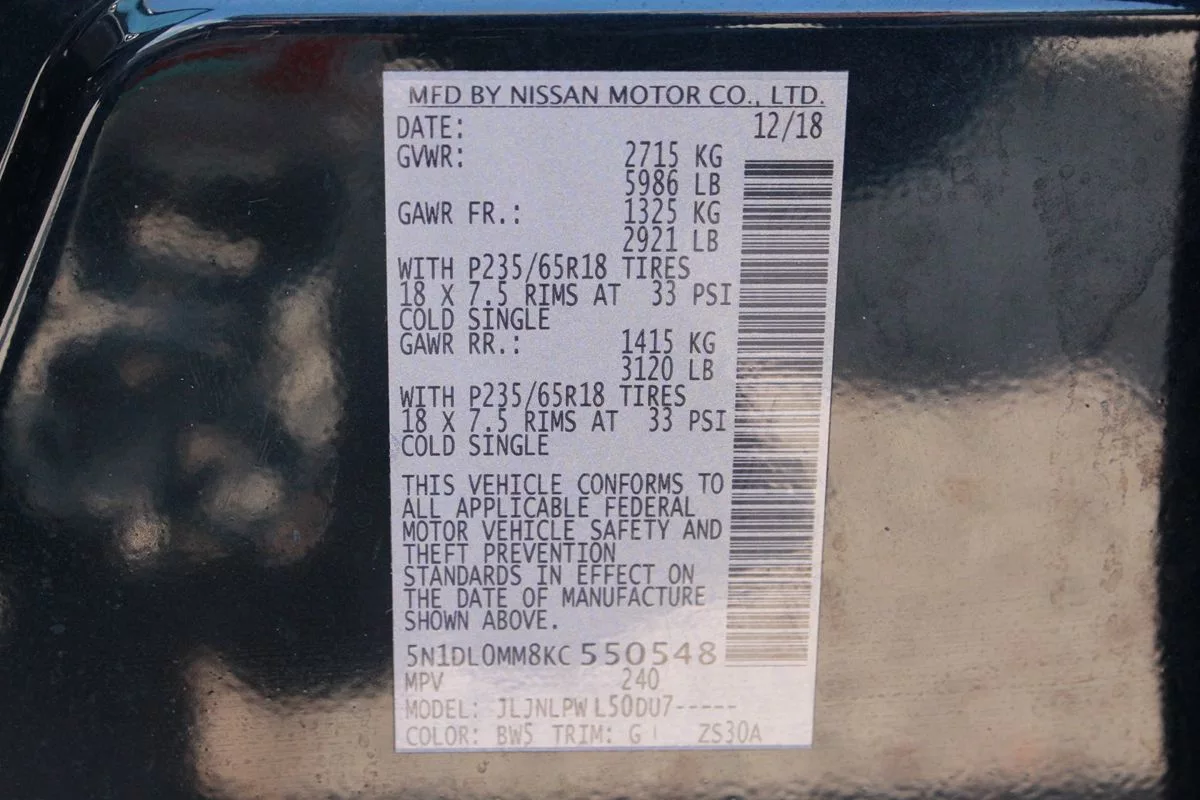 MFD BY NISSAN MOTOR CO., LTD.
DATE: 12/18
GVWR: 2715 KG
5986 LB
GAWR FR.: 1325 KG
2921 LB
WITH P235/65R18 TIRES
18 X 7.5 RIMS AT 33 PSI
COLD SINGLE
GAWR RR.: 1415 KG
3120 LB
WITH P235/65R18 TIRES
18 X 7.5 RIMS AT 33 PSI
COLD SINGLE
THIS VEHICLE CONFORMS TO
ALL APPLICABLE FEDERAL
MOTOR VEHICLE SAFETY AND
THEFT PREVENTION
STANDARDS IN EFFECT ON
THE DATE OF MANUFACTURE
SHOWN ABOVE.
5N1DL0MM8KC 550548
MPV 240
MODEL: JLJNLPW L50DU7-----
COLOR: BW5 TRIM: G ZS30A